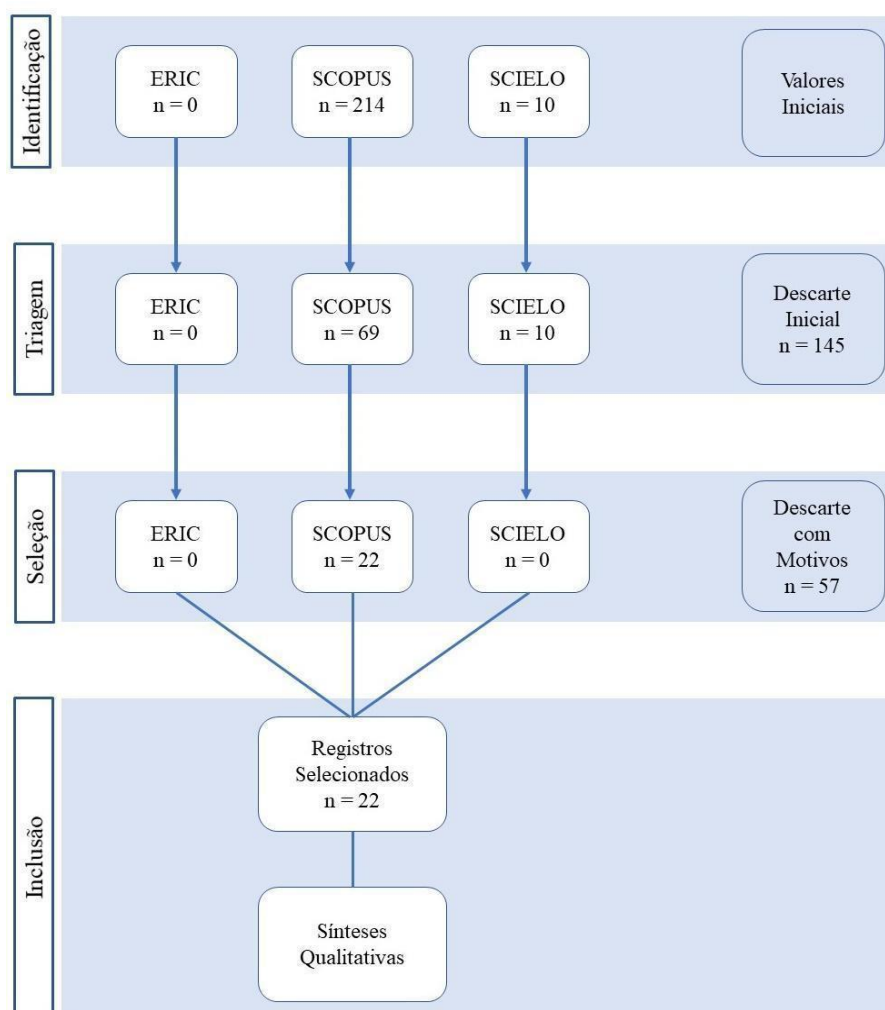 Identificação
ERIC
n = 0
SCOPUS
n = 214
SCIELO
n = 10
Valores
Iniciais
Triagem
ERIC
n = 0
SCOPUS
n = 69
SCIELO
n = 10
Descarte
Inicial
n = 145
Seleção
ERIC
n = 0
SCOPUS
n = 22
SCIELO
n = 0
Descarte
com
Motivos
n = 57
Inclusão
Registros
Selecionados
n = 22
Sínteses
Qualitativas